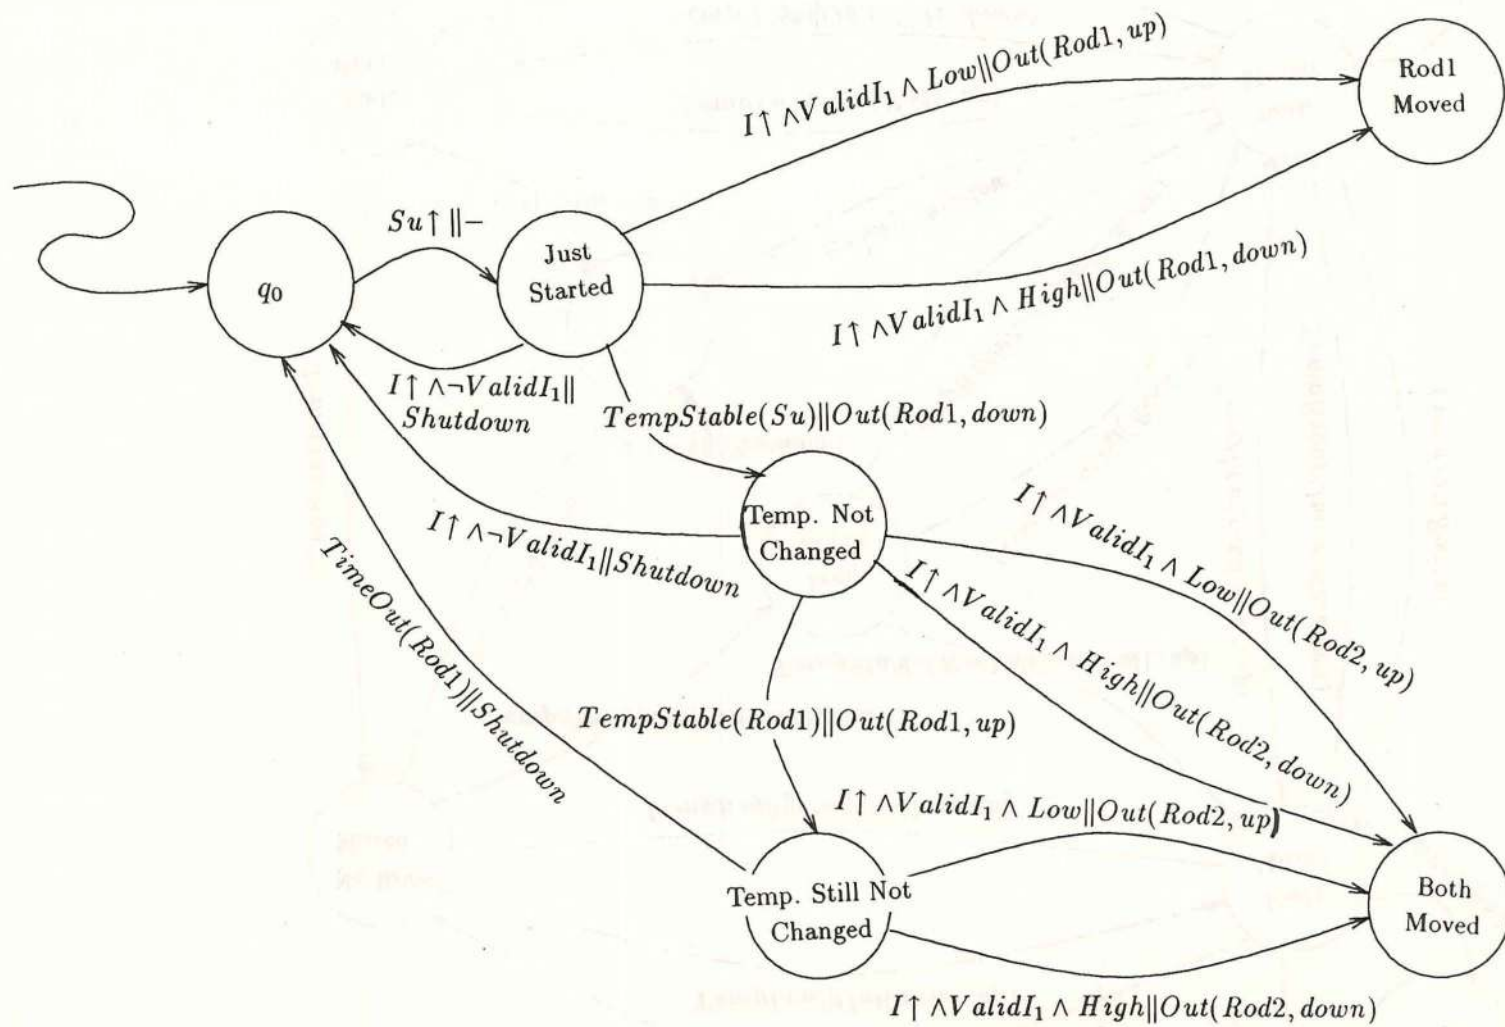 I↑ ∧ValidI₁ ∧ Low||Out(Rod1, up)
Rod1
Moved
Su↑ ||−
Just
Started
q₀
I↑ ∧ValidI₁ ∧ High||Out(Rod1, down)
I↑ ∧¬ValidI₁||
Shutdown
TempStable(Su)||Out(Rod1, down)
Temp. Not
Changed
I↑ ∧¬ValidI₁||Shutdown
I↑ ∧ValidI₁ ∧ Low||Out(Rod2, up)
I↑ ∧ValidI₁ ∧ High||Out(Rod2, down)
TimeOut(Rod1)||Shutdown
TempStable(Rod1)||Out(Rod1, up)
I↑ ∧ValidI₁ ∧ Low||Out(Rod2, up)
Temp. Still Not
Changed
Both
Moved
I↑ ∧ValidI₁ ∧ High||Out(Rod2, down)